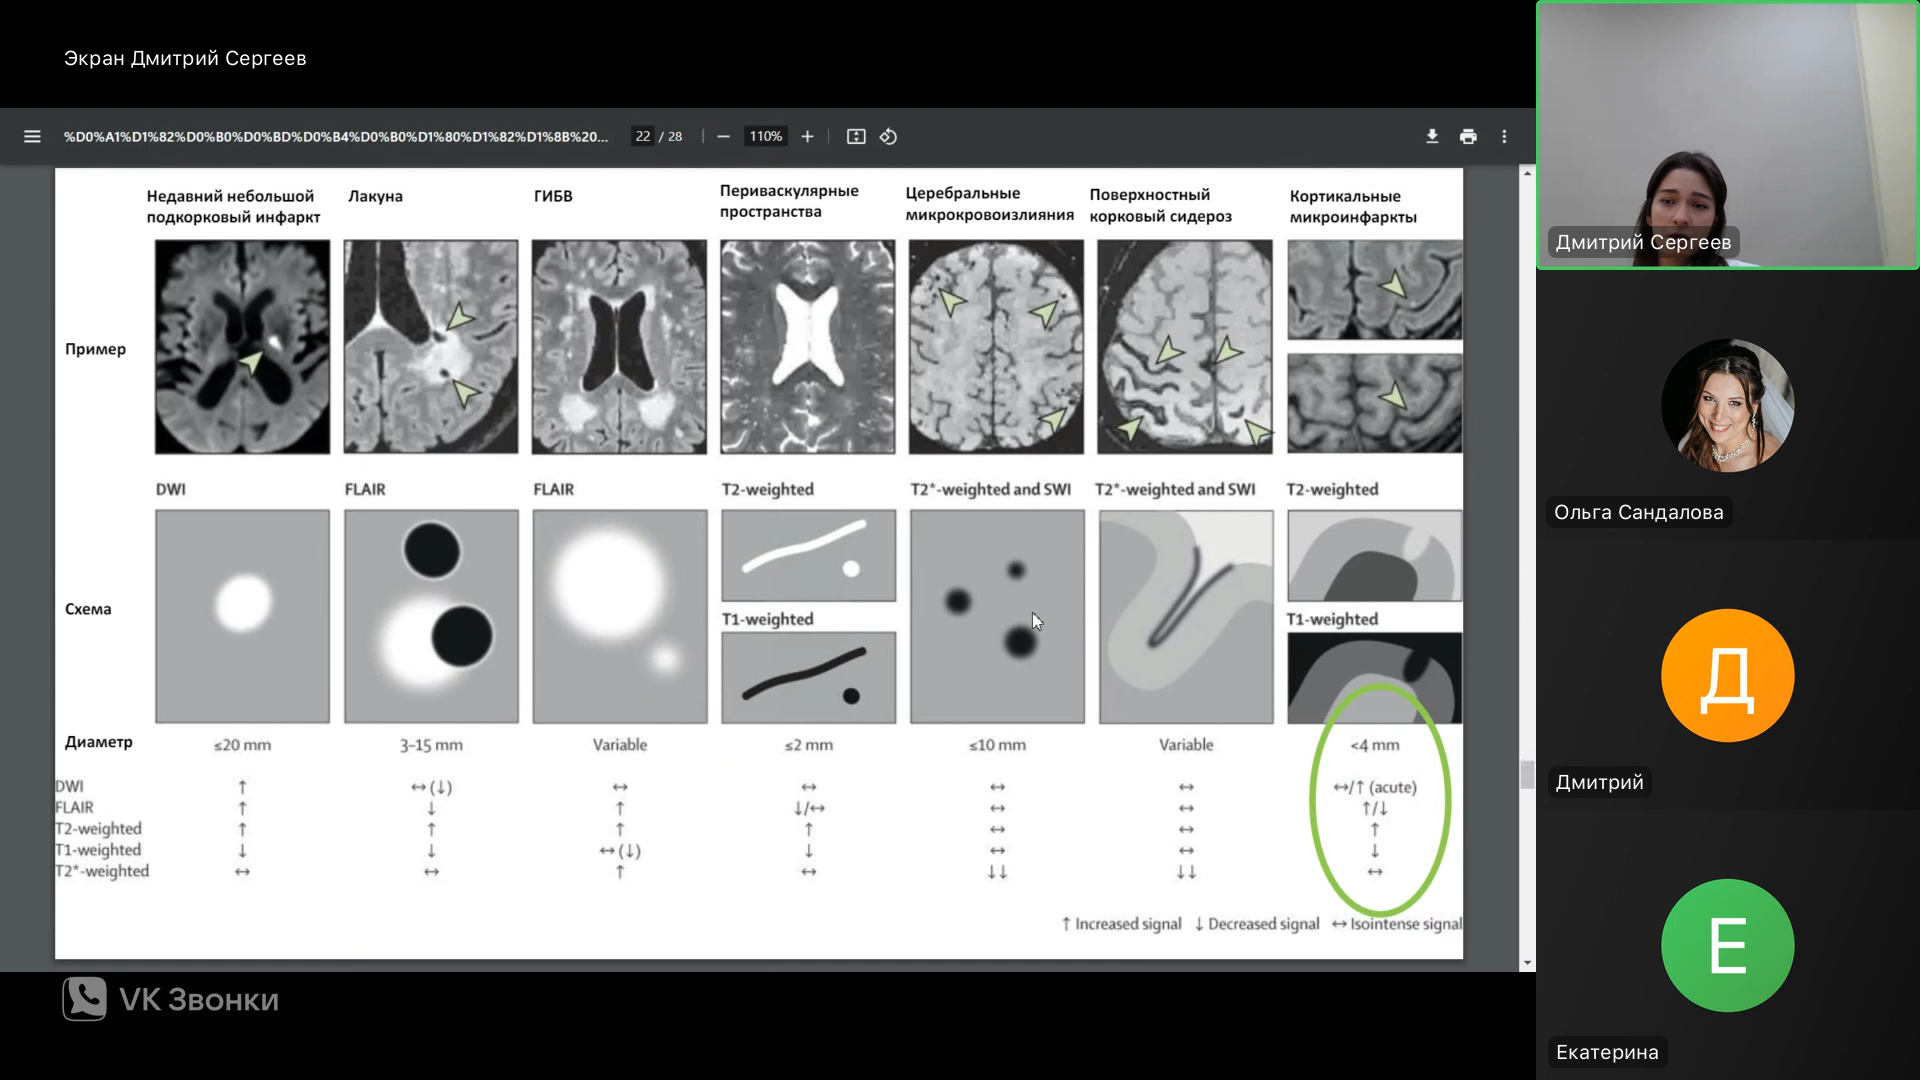 Экран Дмитрий Сергеев
%D0%A1%D1%82%D0%B0%D0%BD%D0%B4%D0%B0%D1%80%D1%82%D1%8B%20... 22 / 28 110%
Недавний небольшой подкорковый инфаркт
Лакуна
ГИБВ
Периваскулярные пространства
Церебральные микрокровоизлияния
Поверхностный корковый сидероз
Кортикальные микроинфаркты
Пример
DWI FLAIR FLAIR T2-weighted T2*-weighted and SWI T2*-weighted and SWI T2-weighted
Схема
T1-weighted T1-weighted
Диаметр ≤20 mm 3–15 mm Variable ≤2 mm ≤10 mm Variable <4 mm
DWI ↑ ↔(↓) ↔ ↔ ↔ ↔ ↔/↑ (acute)
FLAIR ↑ ↓ ↑ ↓/↔ ↔ ↔ ↑/↓
T2-weighted ↑ ↑ ↑ ↑ ↔ ↔ ↑
T1-weighted ↓ ↓ ↔(↓) ↓ ↔ ↔ ↓
T2*-weighted ↔ ↔ ↑ ↔ ↓↓ ↓↓ ↔
↑ Increased signal ↓ Decreased signal ↔ Isointense signal
VK Звонки
Дмитрий Сергеев
Ольга Сандалова
Д
Дмитрий
Е
Екатерина